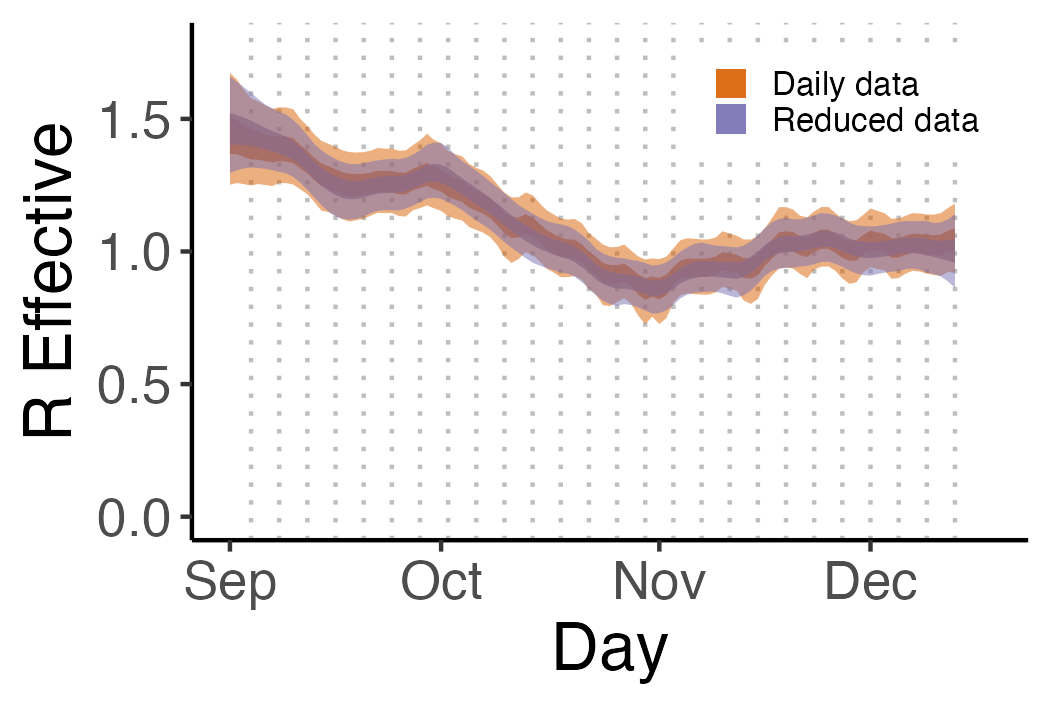 R Effective
1.5
1.0
0.5
0.0
Daily data
Reduced data
Sep Oct Nov Dec
Day